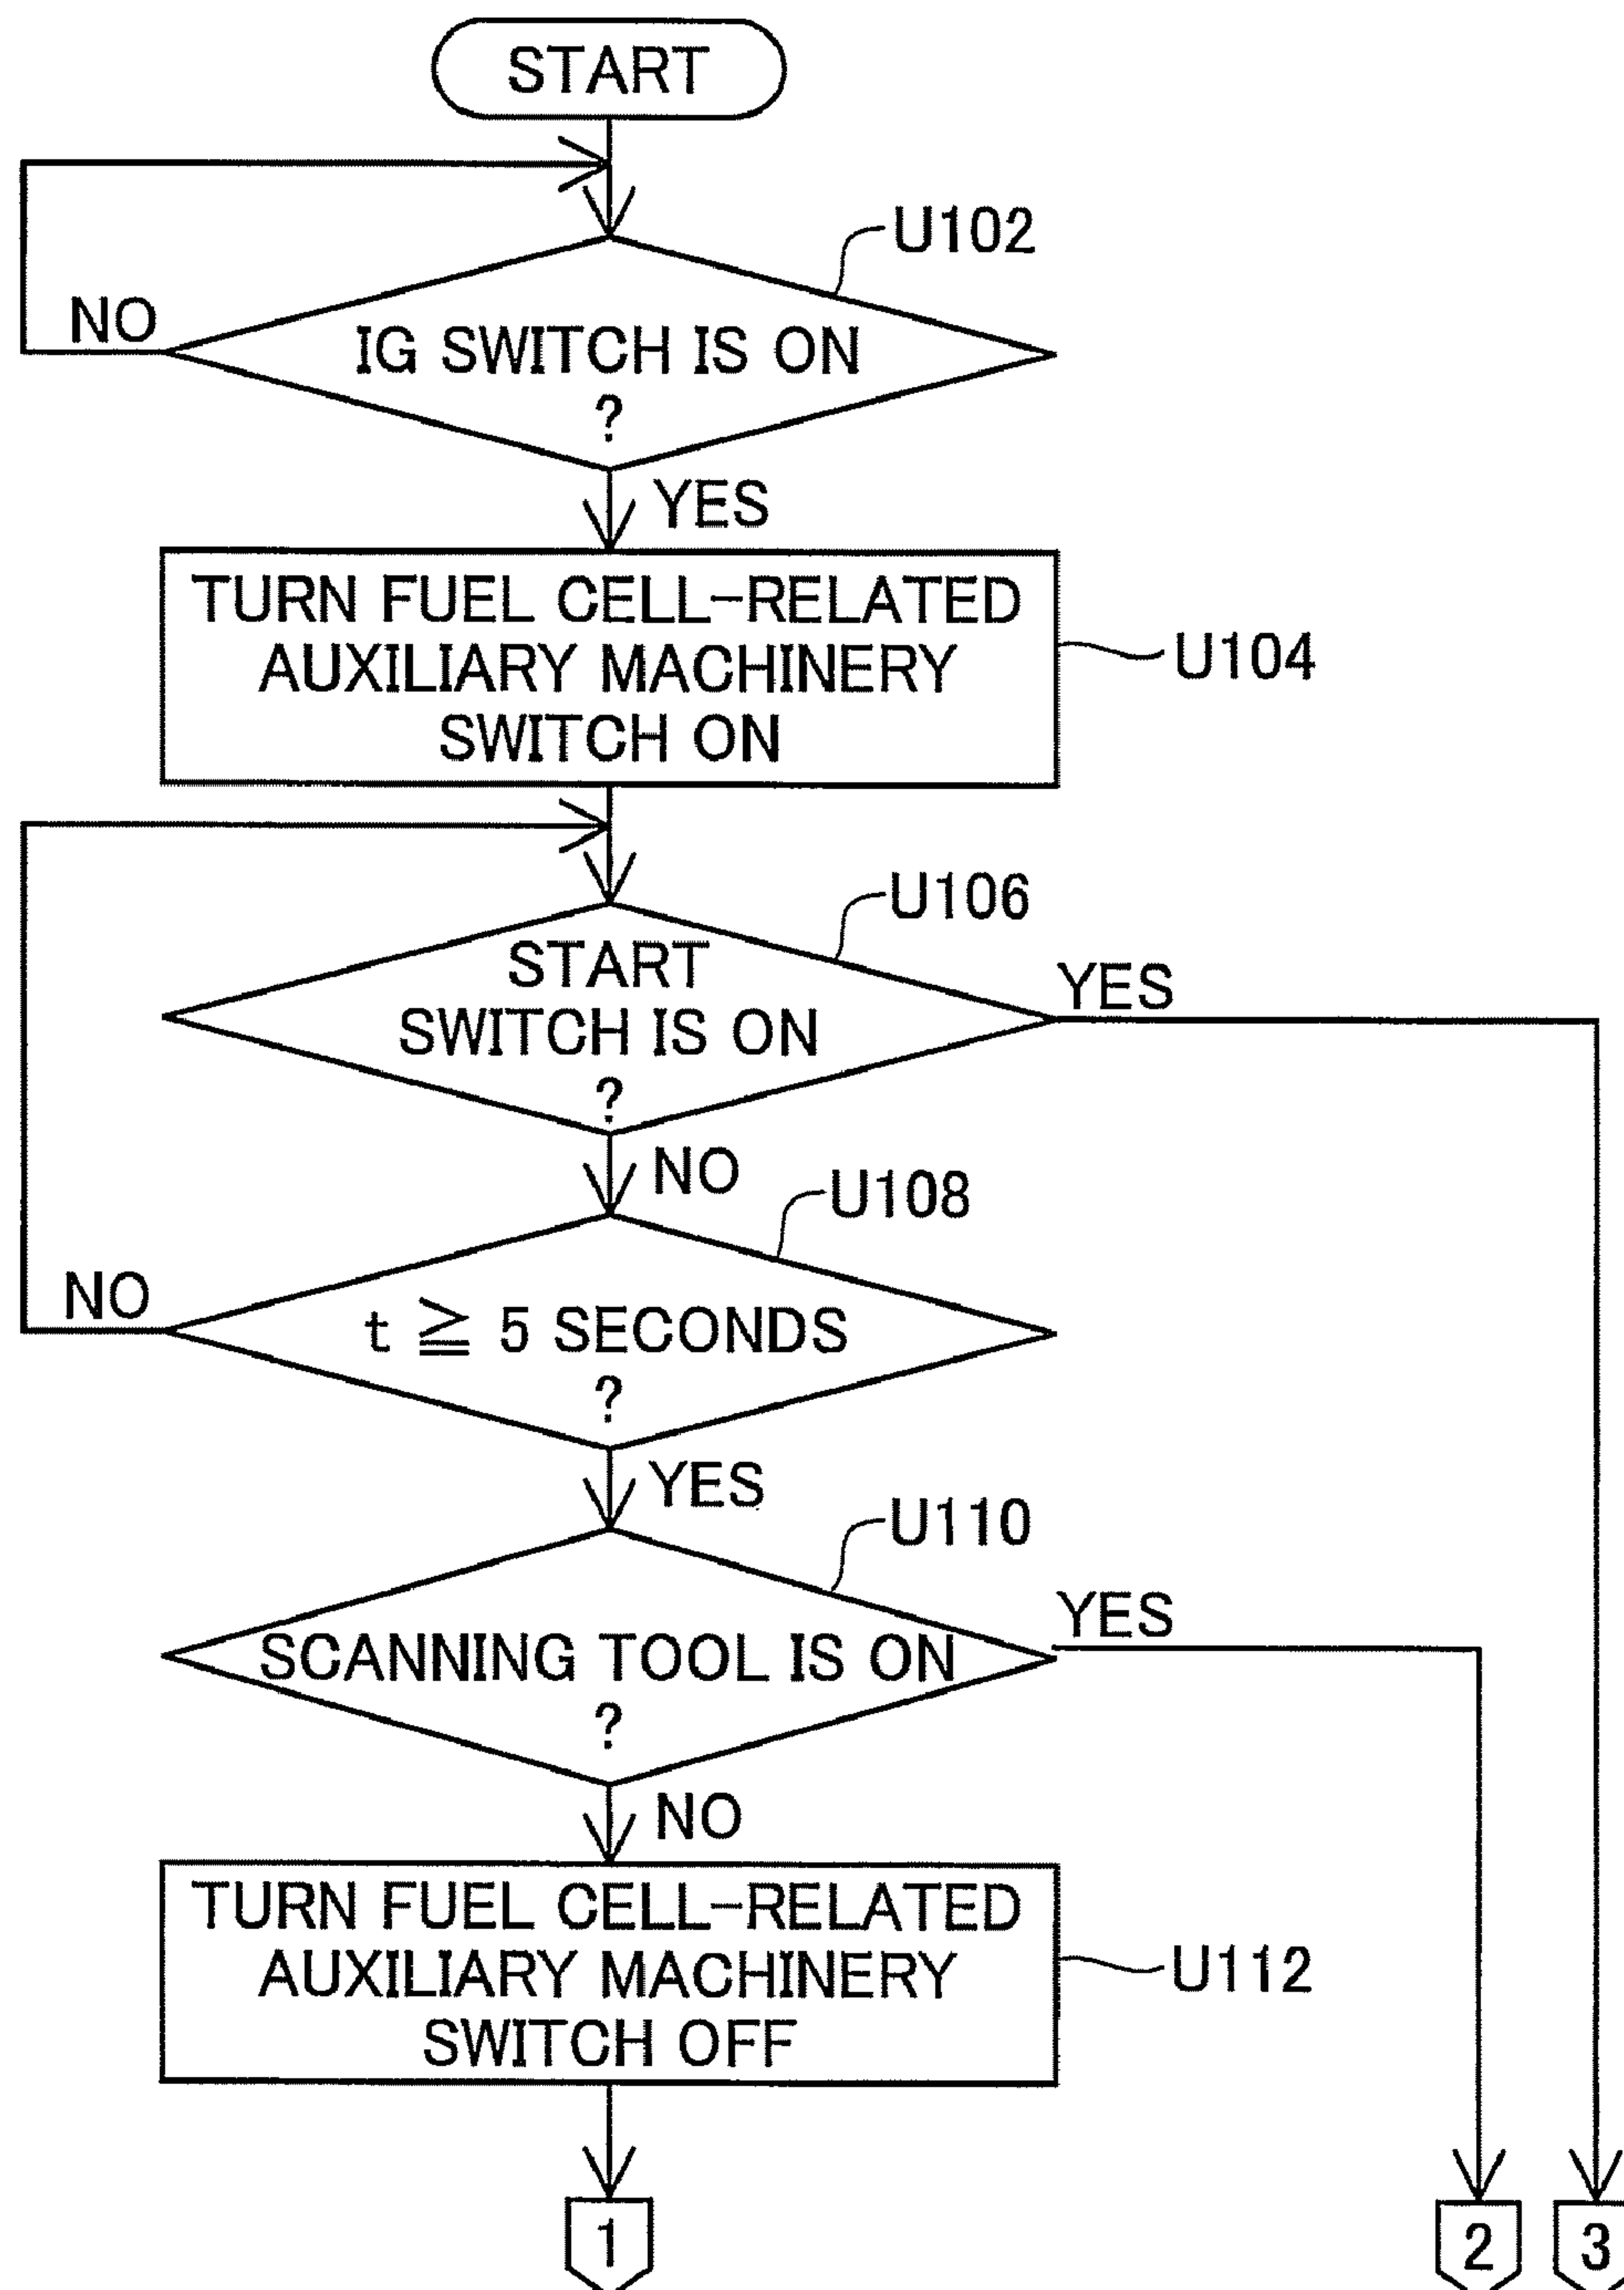 START
U102
NO
IG SWITCH IS ON
?
YES
TURN FUEL CELL-RELATED
AUXILIARY MACHINERY
SWITCH ON
U104
U106
START
SWITCH IS ON
?
YES
NO
U108
NO
t ≧ 5 SECONDS
?
YES
U110
SCANNING TOOL IS ON
?
YES
NO
TURN FUEL CELL-RELATED
AUXILIARY MACHINERY
SWITCH OFF
U112
1
2
3